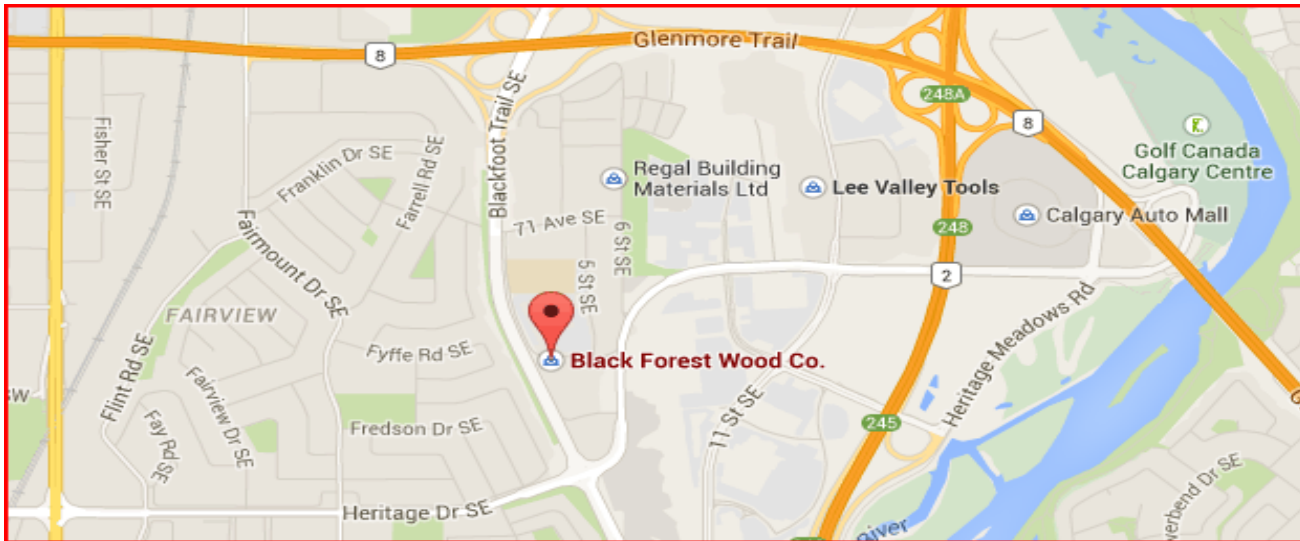 Glenmore Trail
8
248A
8
Fisher St SE
Franklin Dr SE
Farrell Rd SE
Blackfoot Trail SE
Regal Building
Materials Ltd
Lee Valley Tools
Golf Canada
Calgary Centre
Calgary Auto Mall
248
71 Ave SE
6 St SE
5 St SE
2
Fairmount Dr SE
FAIRVIEW
Heritage Meadows Rd
Fyffe Rd SE
Black Forest Wood Co.
Flint Rd SE
Fairview Dr SE
SW
Fay Rd SE
Fredson Dr SE
11 St SE
245
Heritage Dr SE
River
werbend Dr SE